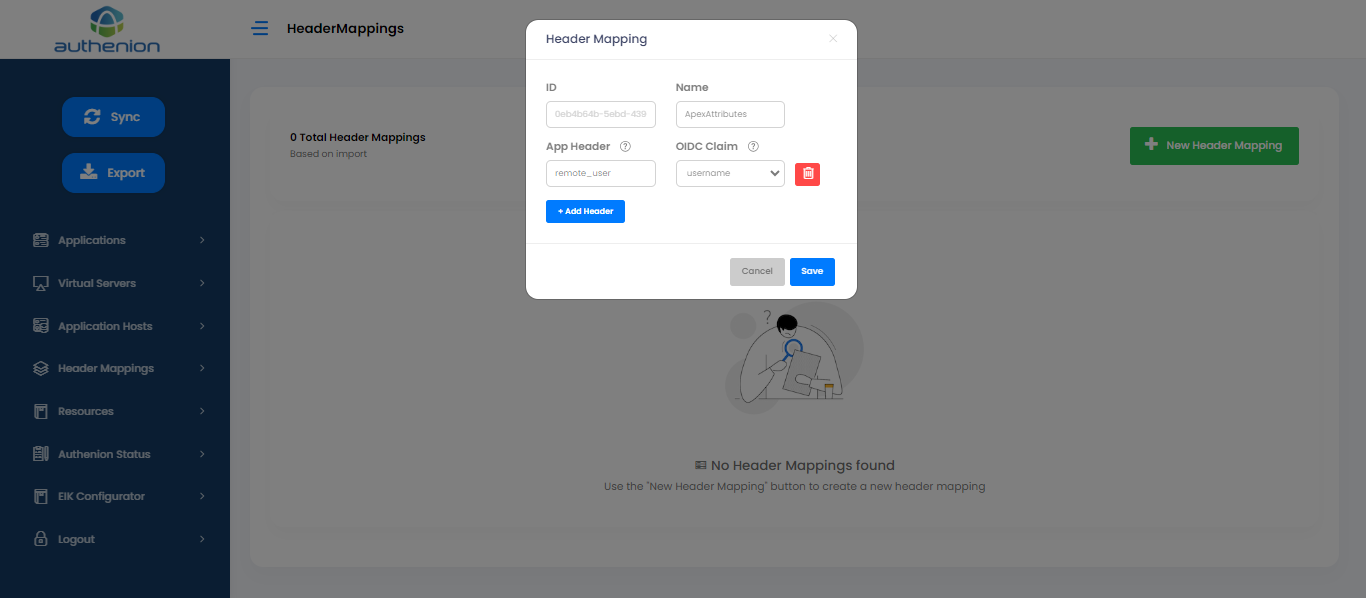 authenion
HeaderMappings
Sync
Export
Applications
Virtual Servers
Application Hosts
Header Mappings
Resources
Authenion Status
EIK Configurator
Logout
0 Total Header Mappings
Based on import
New Header Mapping
Header Mapping
ID
Name
0eb4b64b-5ebd-439
ApexAttributes
App Header
OIDC Claim
remote_user
username
+ Add Header
Cancel
Save
?
No Header Mappings found
Use the "New Header Mapping" button to create a new header mapping